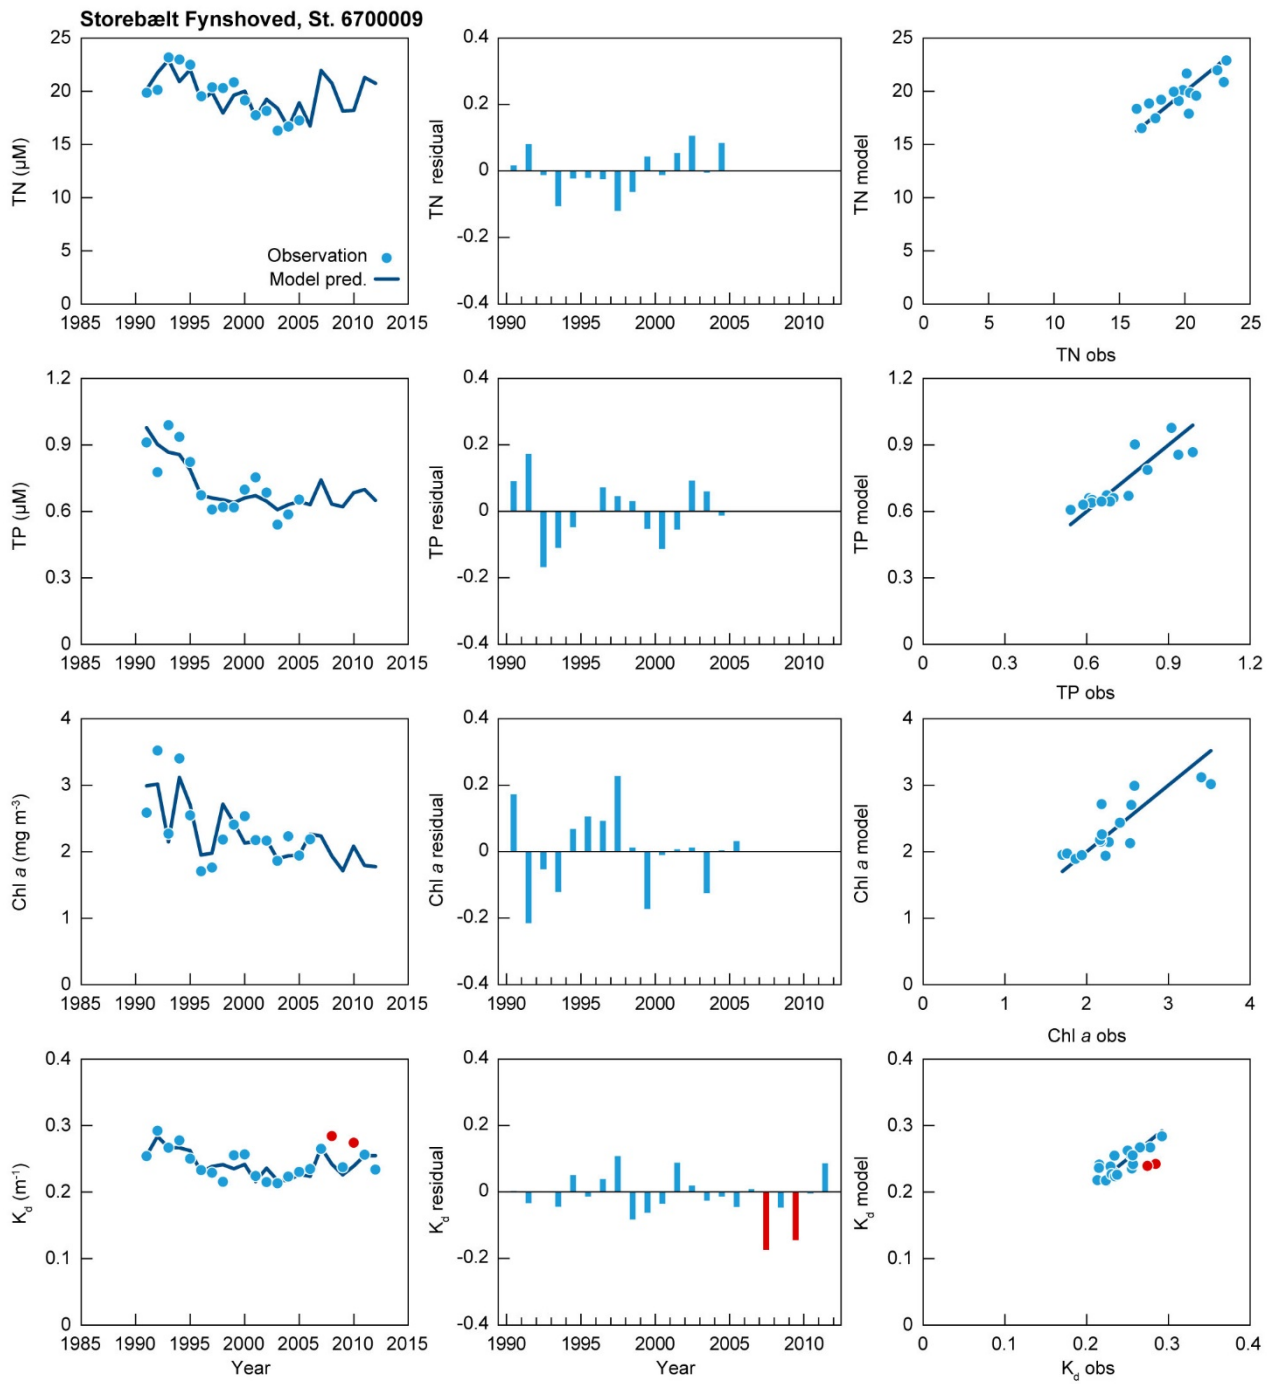 Storebælt Fynshoved, St. 6700009
25
20
15
10
5
0
TN (µM)
Observation
Model pred.
1985 1990 1995 2000 2005 2010 2015
0.4
0.2
0
-0.2
-0.4
TN residual
1990 1995 2000 2005 2010
25
20
15
10
5
0
TN model
0 5 10 15 20 25
TN obs
1.2
0.9
0.6
0.3
0
TP (µM)
1985 1990 1995 2000 2005 2010 2015
0.4
0.2
0
-0.2
-0.4
TP residual
1990 1995 2000 2005 2010
1.2
0.9
0.6
0.3
0
TP model
0 0.3 0.6 0.9 1.2
TP obs
4
3
2
1
0
Chl a (mg m⁻³)
1985 1990 1995 2000 2005 2010 2015
0.4
0.2
0
-0.2
-0.4
Chl a residual
1990 1995 2000 2005 2010
4
3
2
1
0
Chl a model
0 1 2 3 4
Chl a obs
0.4
0.3
0.2
0.1
0
K_d (m⁻¹)
1985 1990 1995 2000 2005 2010 2015
Year
0.4
0.2
0
-0.2
-0.4
K_d residual
1990 1995 2000 2005 2010
Year
0.4
0.3
0.2
0.1
0
K_d model
0 0.1 0.2 0.3 0.4
K_d obs